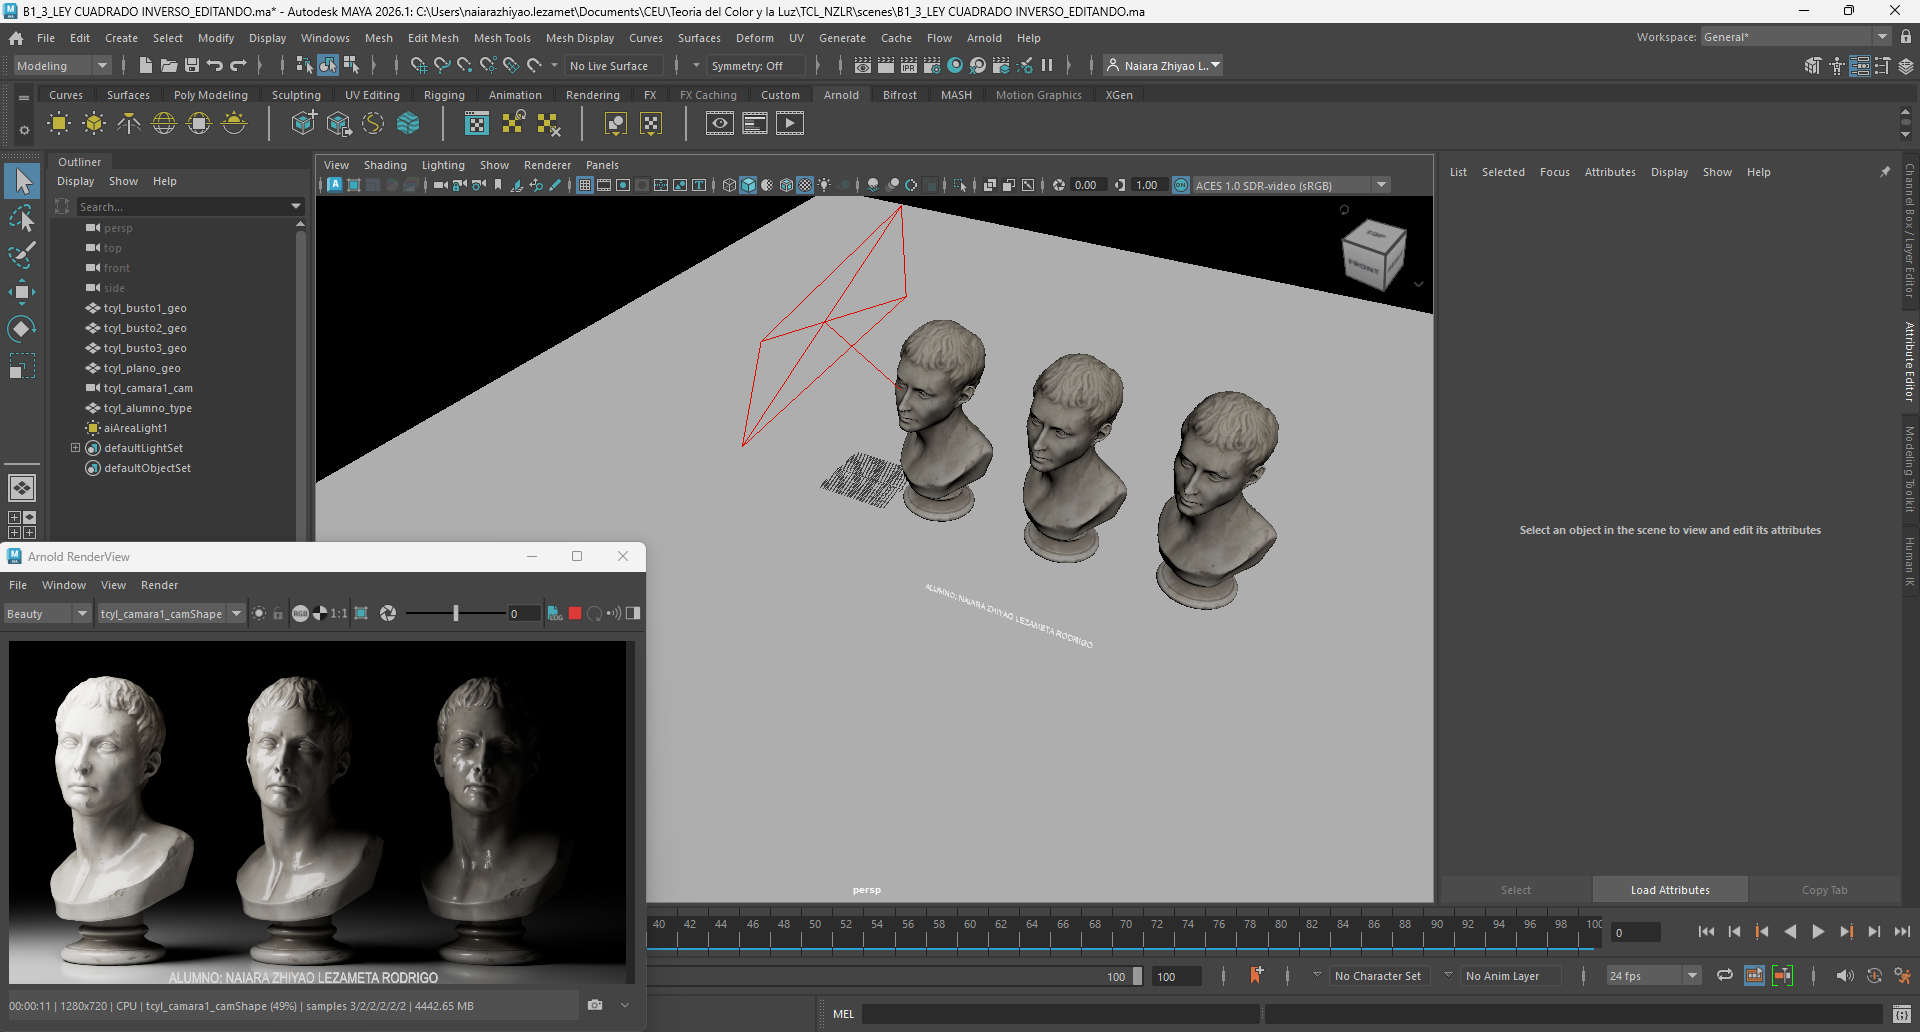 B1_3_LEY CUADRADO INVERSO_EDITANDO.ma* - Autodesk MAYA 2026.1: C:\Users\naiarazhiyao.lezamet\Documents\CEU\Teoria del Color y la Luz\TCL_NZLR\scenes\B1_3_LEY CUADRADO INVERSO_EDITANDO.ma
File Edit Create Select Modify Display Windows Mesh Edit Mesh Mesh Tools Mesh Display Curves Surfaces Deform UV Generate Cache Flow Arnold Help
Workspace: General*
Modeling
No Live Surface
Symmetry: Off
Naiara Zhiyao L..
Curves Surfaces Poly Modeling Sculpting UV Editing Rigging Animation Rendering FX FX Caching Custom Arnold Bifrost MASH Motion Graphics XGen
Outliner
Display Show Help
Search...
persp
top
front
side
tcyl_busto1_geo
tcyl_busto2_geo
tcyl_busto3_geo
tcyl_plano_geo
tcyl_camara1_cam
tcyl_alumno_type
aiAreaLight1
defaultLightSet
defaultObjectSet
View Shading Lighting Show Renderer Panels
0.00 1.00 ACES 1.0 SDR-video (sRGB)
TOP
FRONT
ALUMNO: NAIARA ZHIYAO LEZAMETA RODRIGO
persp
List Selected Focus Attributes Display Show Help
Select an object in the scene to view and edit its attributes
Select Load Attributes Copy Tab
Channel Box / Layer Editor
Attribute Editor
Modeling Toolkit
Human IK
Arnold RenderView
File Window View Render
Beauty tcyl_camara1_camShape 1:1 0
RGB
LOG
ALUMNO: NAIARA ZHIYAO LEZAMETA RODRIGO
00:00:11 | 1280x720 | CPU | tcyl_camara1_camShape (49%) | samples 3/2/2/2/2/2 | 4442.65 MB
40 42 44 46 48 50 52 54 56 58 60 62 64 66 68 70 72 74 76 78 80 82 84 86 88 90 92 94 96 98 100
0
100 100 No Character Set No Anim Layer 24 fps
MEL